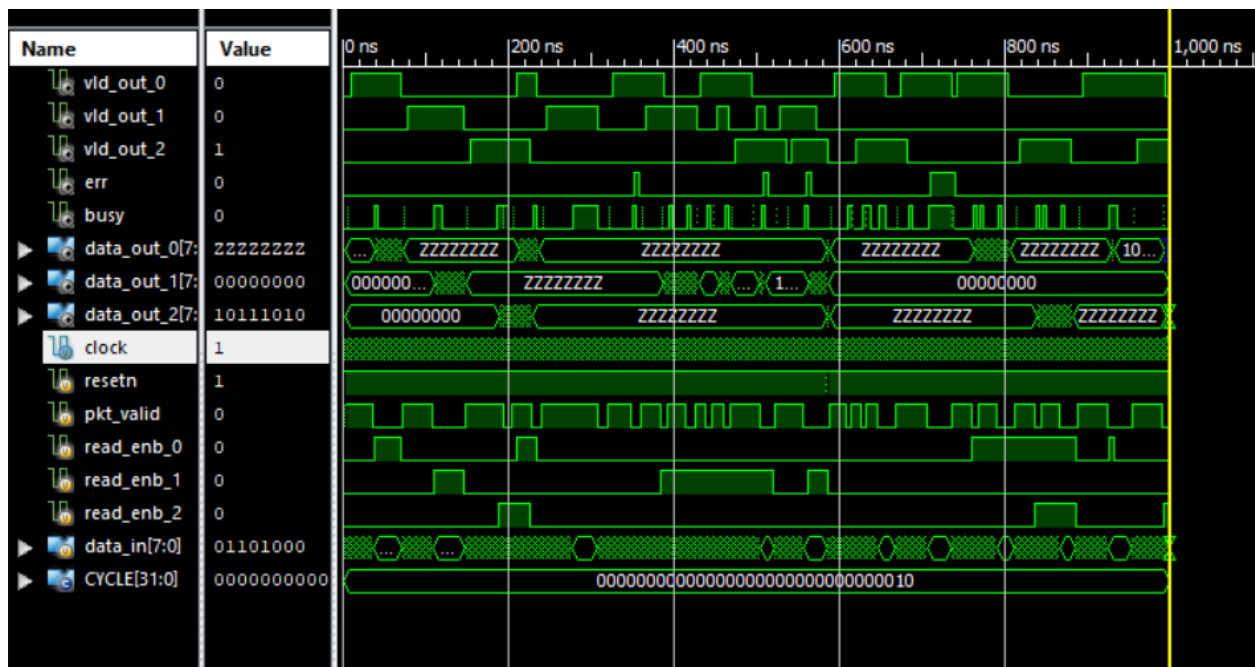 Name Value 0 ns 200 ns 400 ns 600 ns 800 ns 1,000 ns
vld_out_0 0
vld_out_1 0
vld_out_2 1
err 0
busy 0
data_out_0[7: ZZZZZZZZ ... ZZZZZZZZ ZZZZZZZZ ZZZZZZZZ ZZZZZZZZ 10...
data_out_1[7: 00000000 000000... ZZZZZZZZ ... 1... 00000000
data_out_2[7: 10111010 00000000 ZZZZZZZZ ZZZZZZZZ ZZZZZZZZ
clock 1
resetn 1
pkt_valid 0
read_enb_0 0
read_enb_1 0
read_enb_2 0
data_in[7:0] 01101000 ... ...
CYCLE[31:0] 0000000000 00000000000000000000000000000010